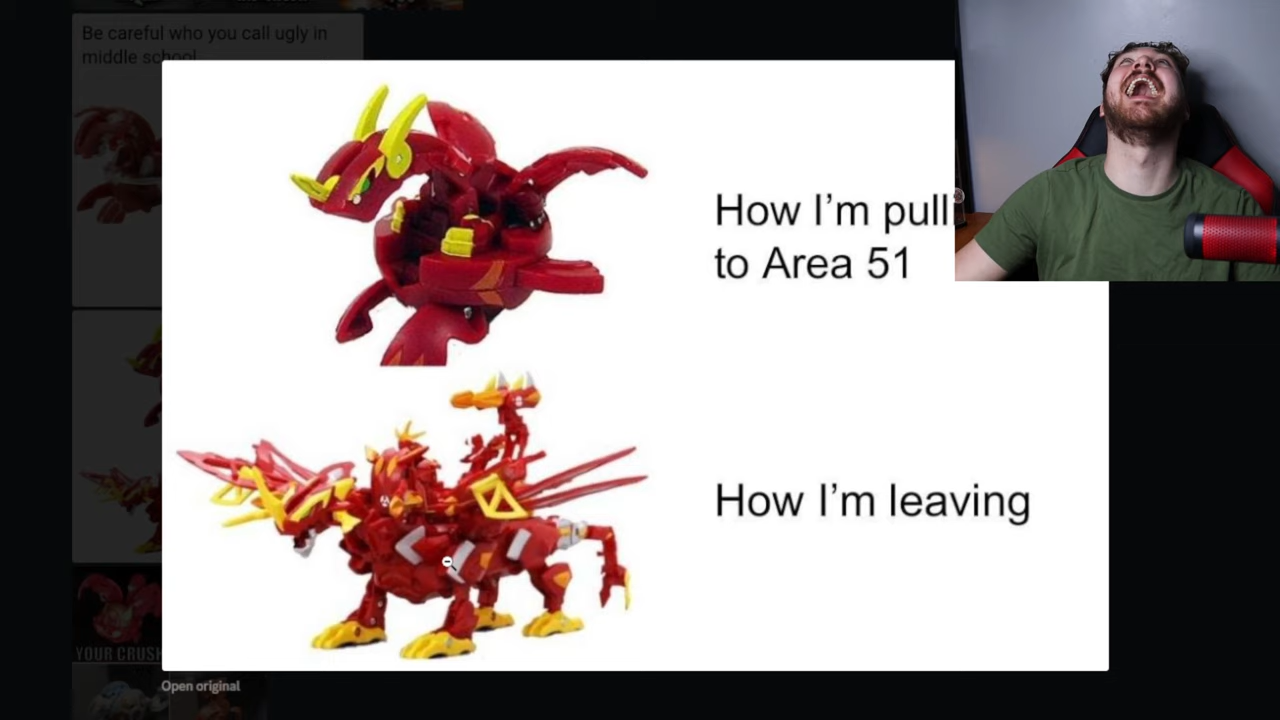 Be careful who you call ugly in
middle school
How I'm pull
to Area 51
How I'm leaving
YOUR CRUSH
Open original